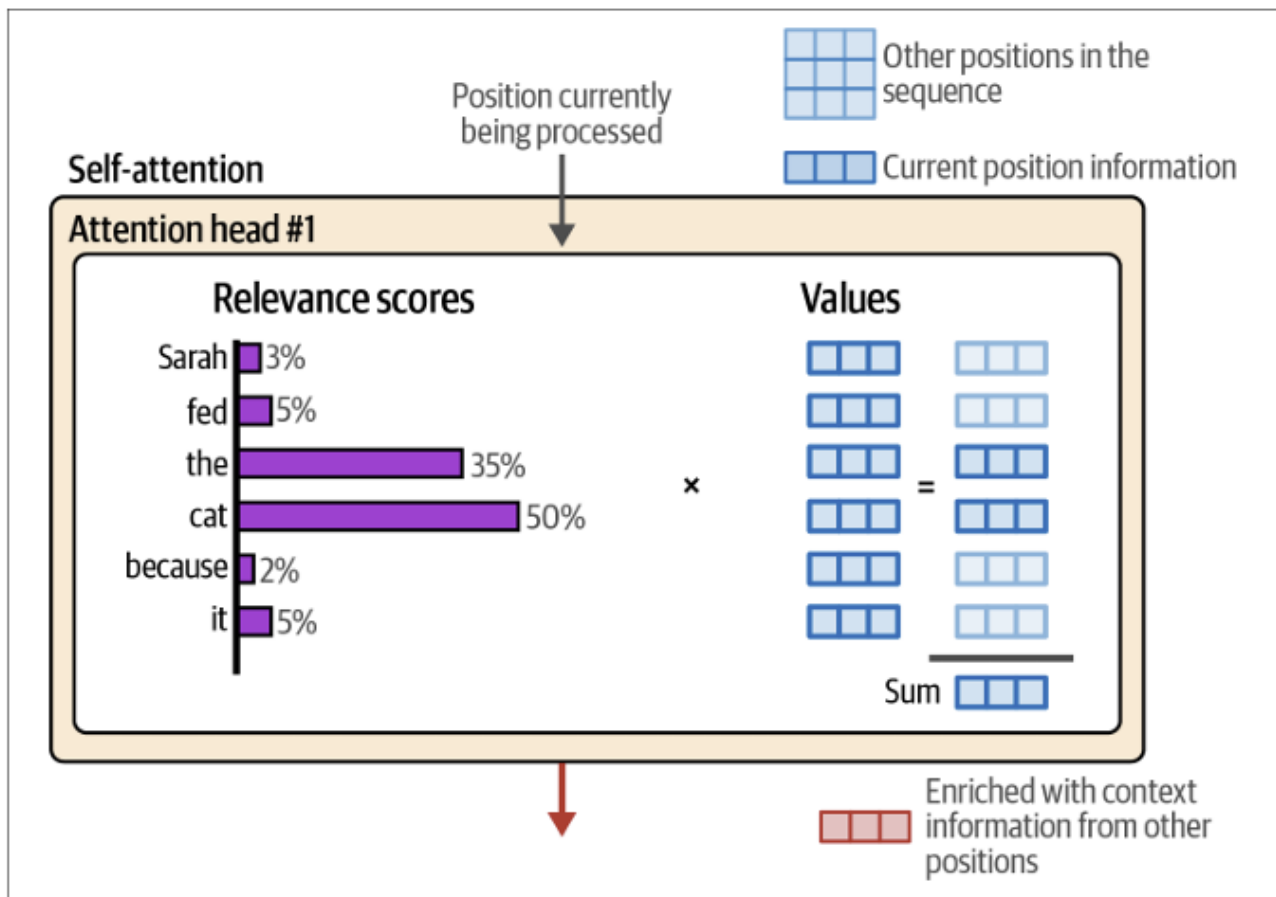 Other positions in the
sequence
Position currently
being processed
Current position information
Self-attention
Attention head #1
Relevance scores
Values
Sarah 3%
fed 5%
the 35%
cat 50%
× =
because 2%
it 5%
Sum
Enriched with context
information from other
positions